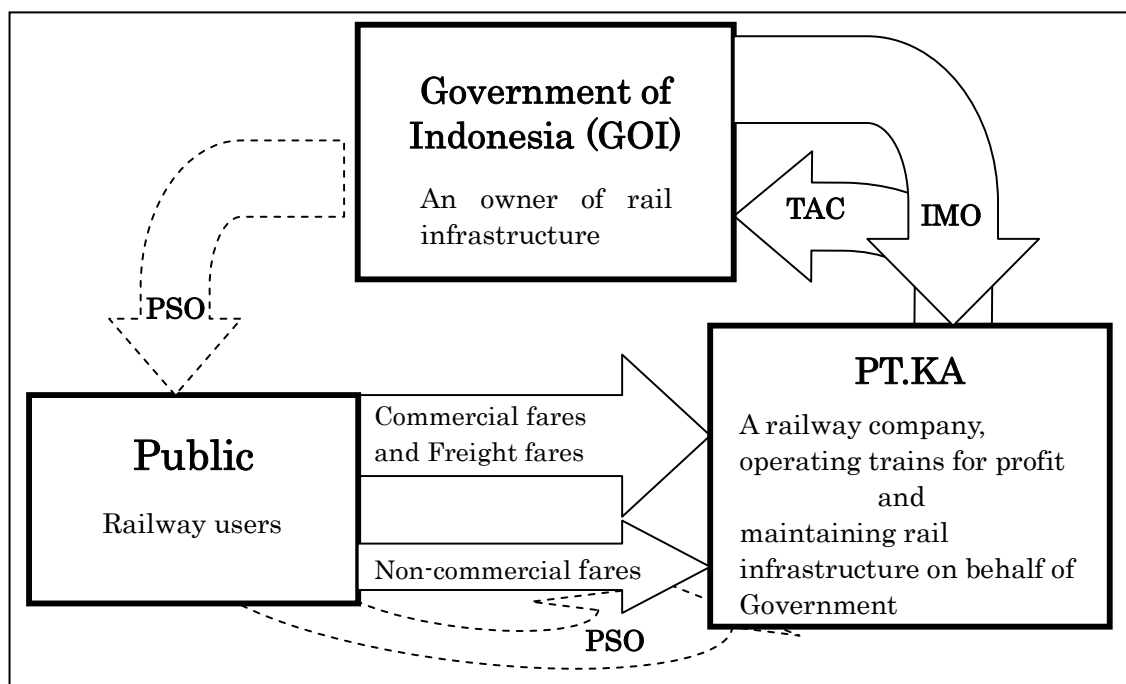 Government of
Indonesia (GOI)
An owner of rail
infrastructure
TAC
IMO
PSO
PT.KA
A railway company,
operating trains for profit
and
maintaining rail
infrastructure on behalf of
Government
Public
Railway users
Commercial fares
and Freight fares
Non-commercial fares
PSO